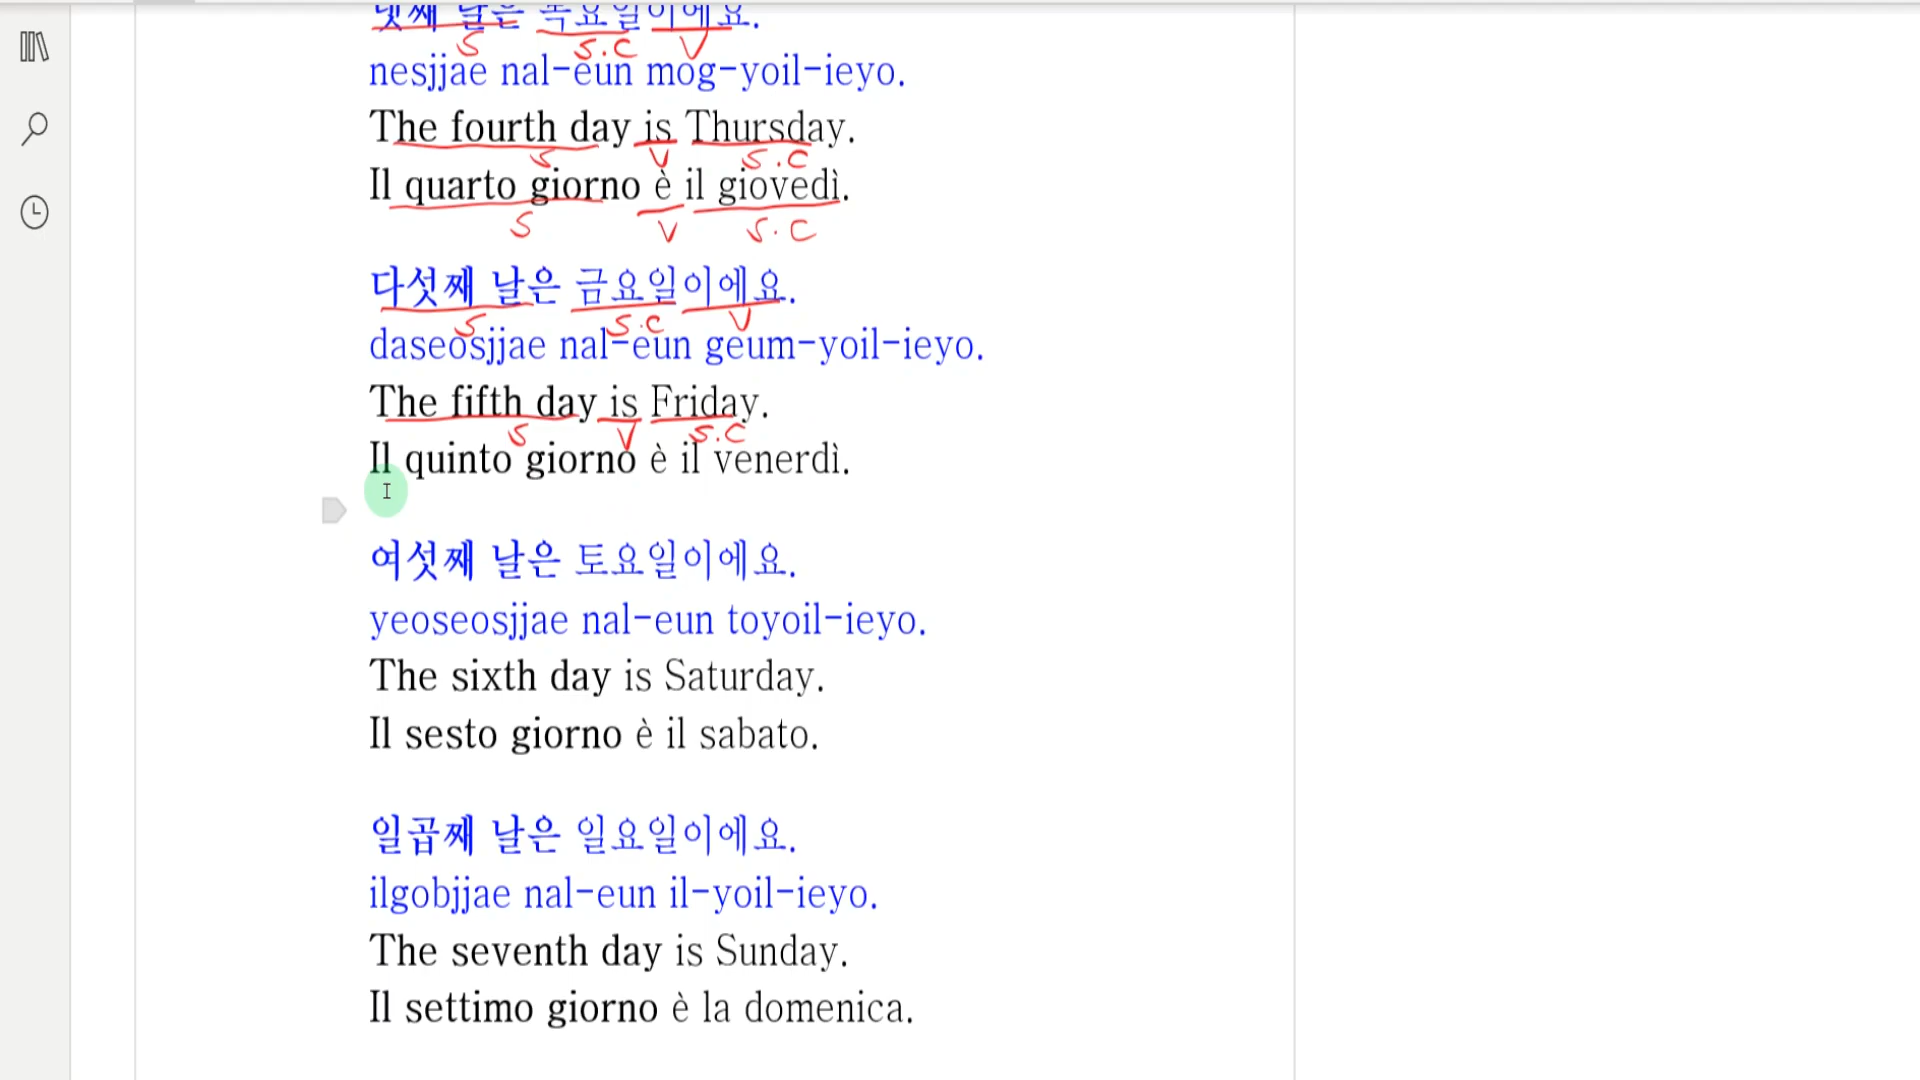 넷째 날은 목요일이에요.
S S.C V
nesjjae nal-eun mog-yoil-ieyo.
The fourth day is Thursday.
S V S.C
Il quarto giorno è il giovedì.
S V S.C
다섯째 날은 금요일이에요.
S S.C V
daseosjjae nal-eun geum-yoil-ieyo.
The fifth day is Friday.
S V S.C
Il quinto giorno è il venerdì.
여섯째 날은 토요일이에요.
yeoseosjjae nal-eun toyoil-ieyo.
The sixth day is Saturday.
Il sesto giorno è il sabato.
일곱째 날은 일요일이에요.
ilgobjjae nal-eun il-yoil-ieyo.
The seventh day is Sunday.
Il settimo giorno è la domenica.